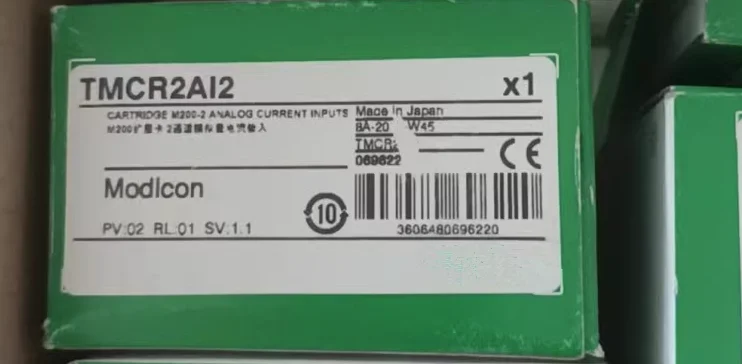 TMCR2AI2 x1
CARTRIDGE M200-2 ANALOG CURRENT INPUTS
M200扩展卡 2通道模拟量电流输入
Made in Japan
8A-20 W45
TMCR2
069622
Modicon
10
CE
PV:02 RL:01 SV:1.1
3606480696220